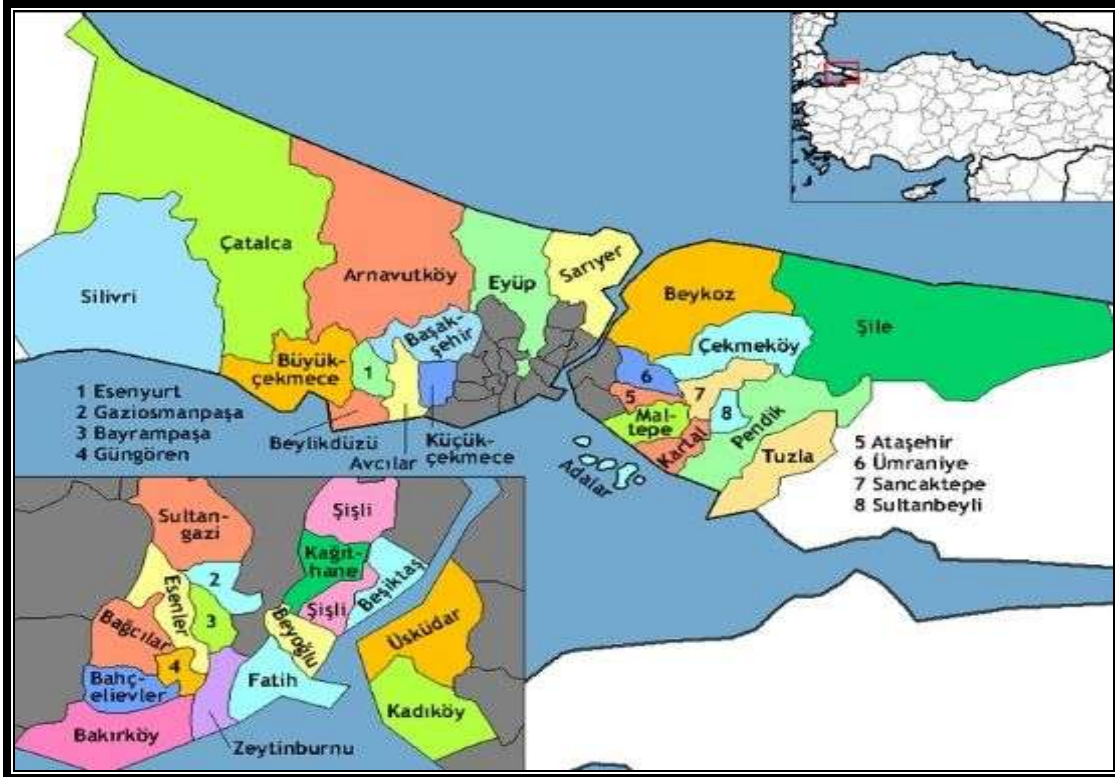 Çatalca
Silivri
Arnavutköy
Eyüp
Sarıyer
Beykoz
Şile
Başak-
şehir
Çekmeköy
Büyük-
çekmece
1
6
7
5
8
Mal-
tepe
Kartal
Pendik
Tuzla
Adalar
Beylikdüzü
Avcılar
Küçük-
çekmece
1 Esenyurt
2 Gaziosmanpaşa
3 Bayrampaşa
4 Güngören
5 Ataşehir
6 Ümraniye
7 Sancaktepe
8 Sultanbeyli
Sultan-
gazi
Şişli
Kağıt-
hane
Beşiktaş
2
Esenler
3
Şişli
Beyoğlu
Bağcılar
4
Üsküdar
Bahç-
elievler
Fatih
Kadıköy
Bakırköy
Zeytinburnu